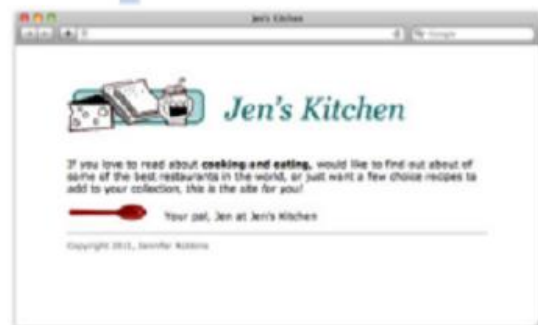 Jen's Kitchen
Google
Jen's Kitchen
If you love to read about cooking and eating, would like to find out about of
some of the best restaurants in the world, or just want a few choice recipes to
add to your collection, this is the site for you!
Your pal, Jen at Jen's Kitchen
Copyright 2011, Jennifer Robbins